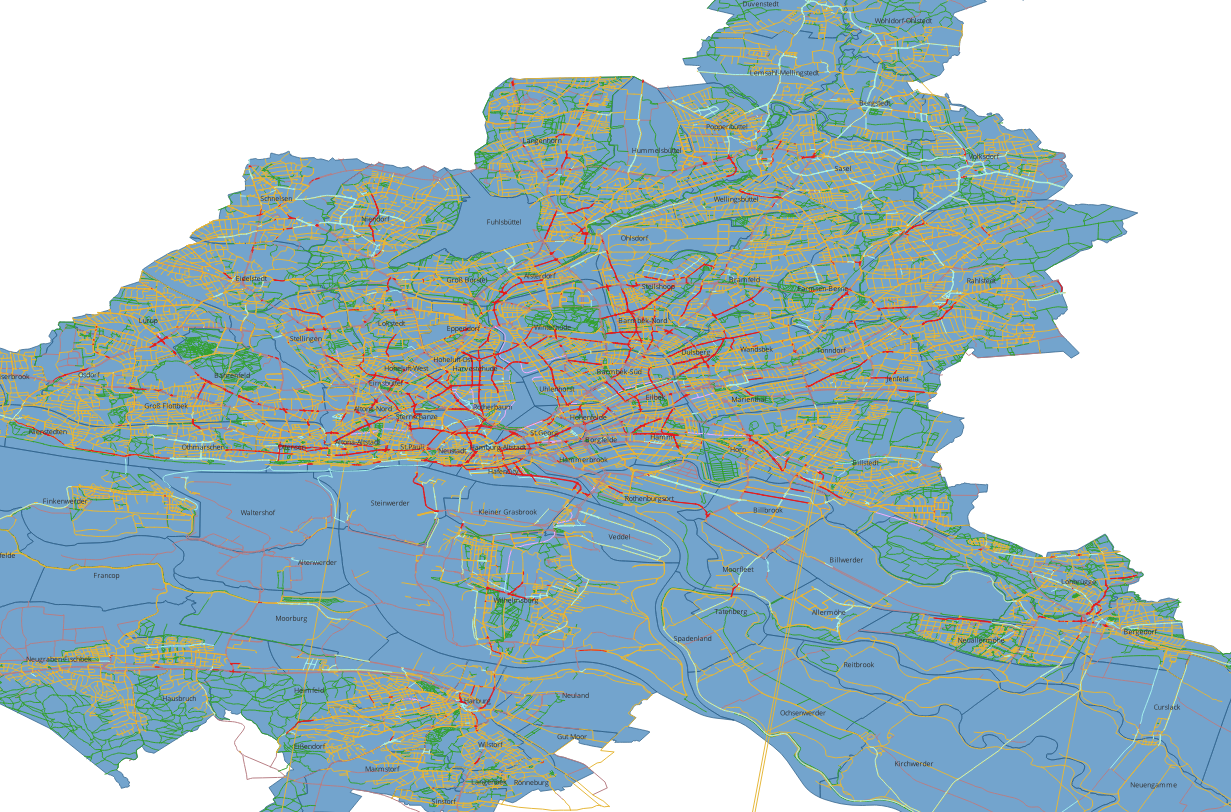 Duvenstedt
Wohldorf-Ohlstedt
Lemsahl-Mellingstedt
Bergstedt
Poppenbüttel
Langenhorn
Hummelsbüttel
Volksdorf
Sasel
Schnelsen
Wellingsbüttel
Niendorf
Fuhlsbüttel
Ohlsdorf
Eidelstedt
Groß Borstel
Alsterdorf
Steilshoop
Bramfeld
Farmsen-Berne
Rahlstedt
Lurup
Lokstedt
Eppendorf
Winterhude
Barmbek-Nord
Stellingen
Dulsberg
Wandsbek
Tonndorf
Hoheluft-Ost
Hoheluft-West
Harvestehude
Barmbek-Süd
Osdorf
Bahrenfeld
Eimsbüttel
Jenfeld
Uhlenhorst
Eilbek
Marienthal
Groß Flottbek
Altona-Nord
Sternschanze
Rotherbaum
Hohenfelde
Nienstedten
St.Georg
Borgfelde
Hamm
Othmarschen
Ottensen
Altona-Altstadt
St.Pauli
Neustadt
Hamburg-Altstadt
Horn
Hammerbrook
Billstedt
HafenCity
Finkenwerder
Waltershof
Steinwerder
Kleiner Grasbrook
Rothenburgsort
Billbrook
Veddel
Altenwerder
Billwerder
Moorfleet
Francop
Wilhelmsburg
Lohbrügge
Moorburg
Tatenberg
Allermöhe
Spadenland
Neuallermöhe
Bergedorf
Neugraben-Fischbek
Reitbrook
Hausbruch
Heimfeld
Harburg
Neuland
Curslack
Ochsenwerder
Eißendorf
Wilstorf
Gut Moor
Marmstorf
Kirchwerder
Langenbek
Rönneburg
Neuengamme
Sinstorf